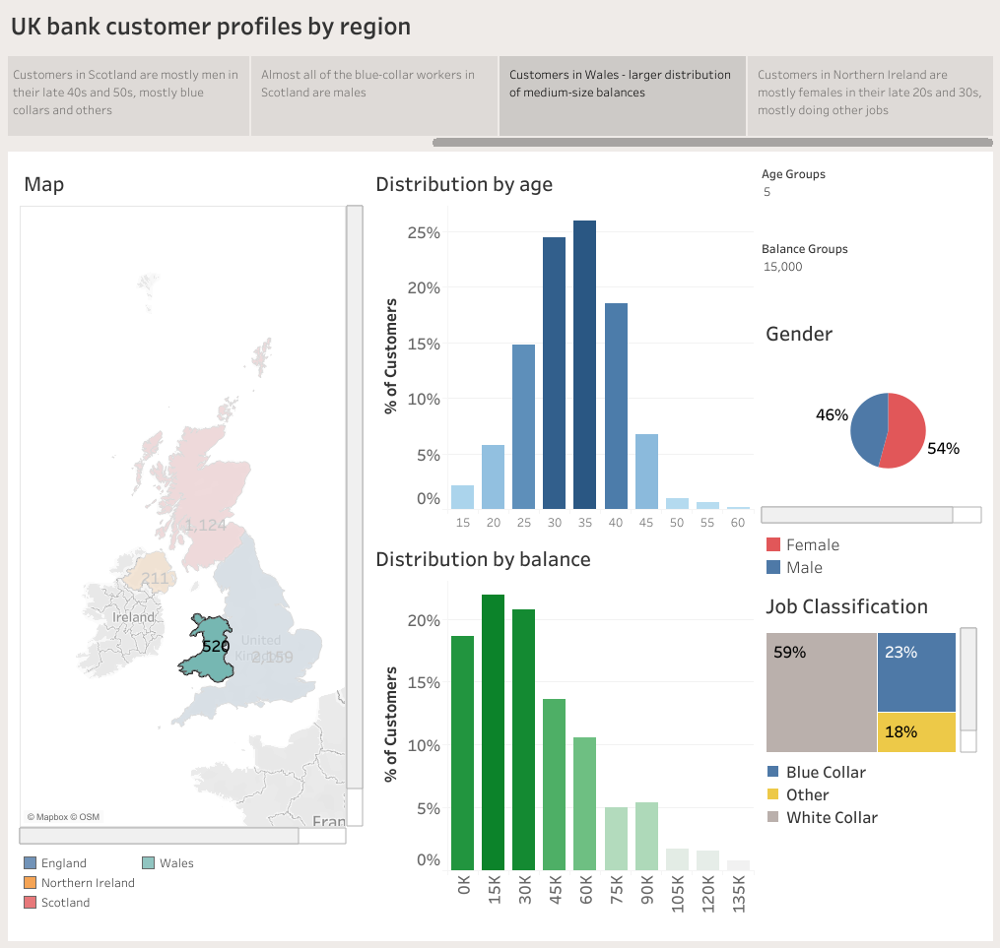 UK bank customer profiles by region
Customers in Scotland are mostly men in
their late 40s and 50s, mostly blue
collars and others
Almost all of the blue-collar workers in
Scotland are males
Customers in Wales - larger distribution
of medium-size balances
Customers in Northern Ireland are
mostly females in their late 20s and 30s,
mostly doing other jobs
Map
1,124
211
Ireland
520
United
2,159
Fran
© Mapbox © OSM
England
Wales
Northern Ireland
Scotland
Distribution by age
% of Customers
25%
20%
15%
10%
5%
0%
15 20 25 30 35 40 45 50 55 60
Distribution by balance
% of Customers
20%
15%
10%
5%
0%
0K 15K 30K 45K 60K 75K 90K 105K 120K 135K
Age Groups
5
Balance Groups
15,000
Gender
46%
54%
Female
Male
Job Classification
59%
23%
18%
Blue Collar
Other
White Collar